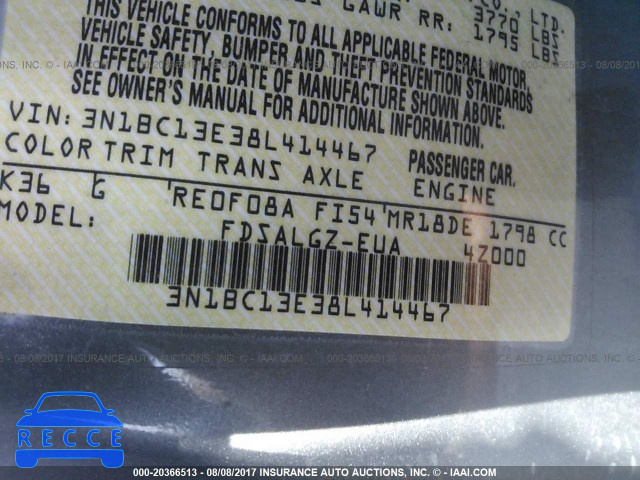 CO., LTD.
GAWR RR: 3770 LBS
1795 LBS
THIS VEHICLE CONFORMS TO ALL APPLICABLE FEDERAL MOTOR
VEHICLE SAFETY, BUMPER AND THEFT PREVENTION STANDARDS
IN EFFECT ON THE DATE OF MANUFACTURE SHOWN ABOVE.
SEE OWNER'S MANUAL FOR ADDITIONAL INFORMATION.
VIN: 3N1BC13E38L414467 PASSENGER CAR.
COLOR TRIM TRANS AXLE ENGINE
K36 G RE0F08A FI54 MR18DE 1798 CC
MODEL: FDSALGZ-EUA 4Z000
3N1BC13E38L414467
RECCE
000-20366513 - 08/08/2017 - INSURANCE AUTO AUCTIONS, INC. © - IAAI.COM